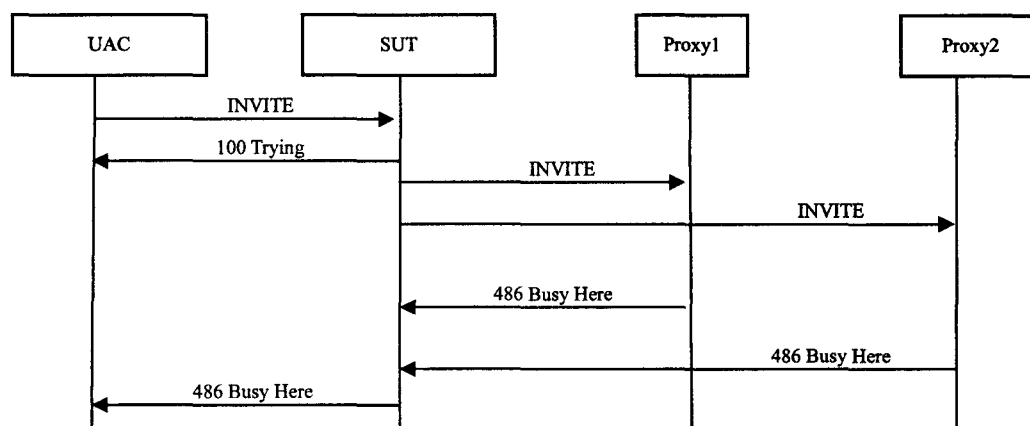 UAC
SUT
Proxy1
Proxy2
INVITE
100 Trying
INVITE
INVITE
486 Busy Here
486 Busy Here
486 Busy Here